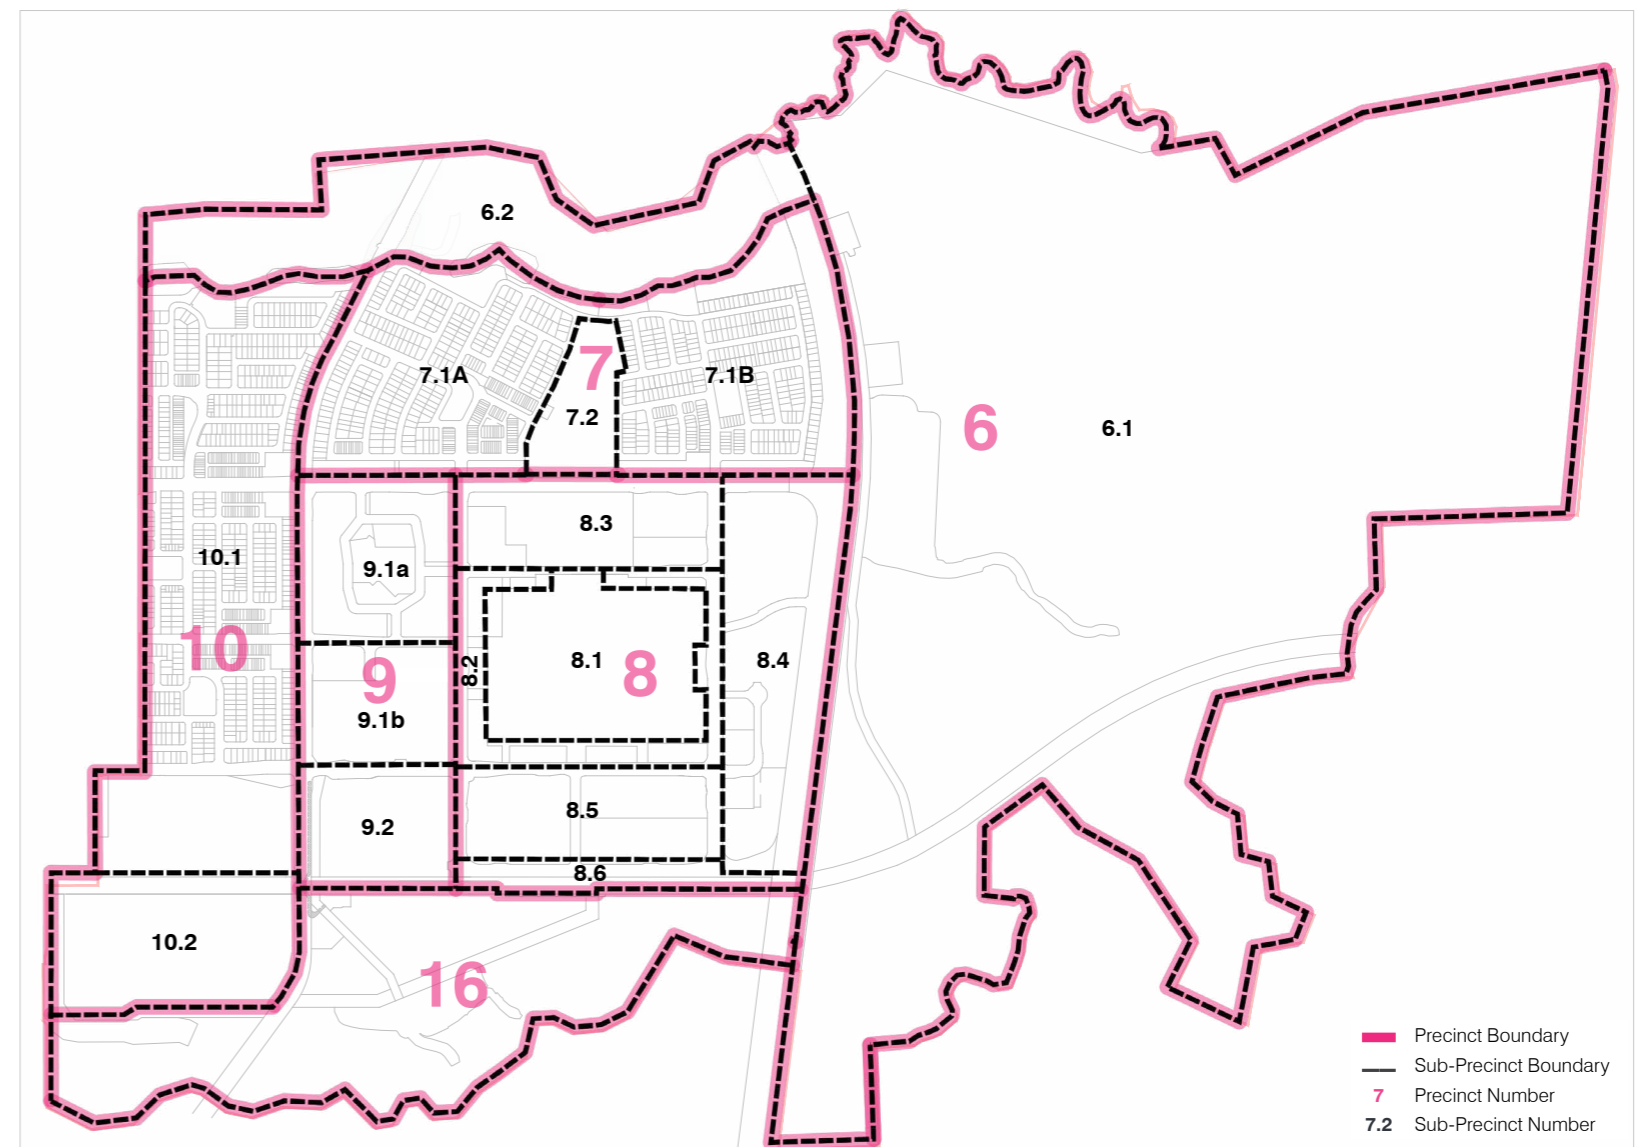 6.2
7
7.1A
7.1B
7.2
6
6.1
8.3
10.1
9.1a
10
9
8.2
8.1
8
8.4
9.1b
8.5
9.2
8.6
10.2
16
Precinct Boundary
Sub-Precinct Boundary
7 Precinct Number
7.2 Sub-Precinct Number